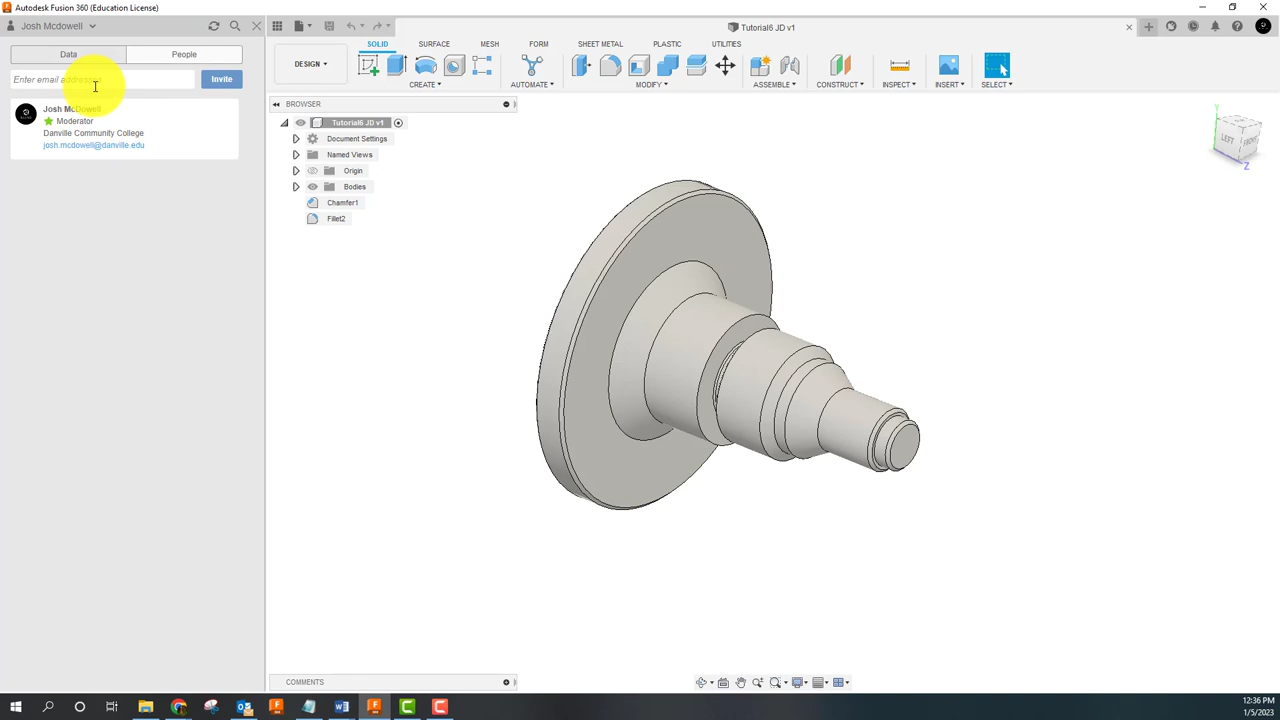 Autodesk Fusion 360 (Education License)
Josh Mcdowell
Tutorial6 JD v1
Data
People
Enter email addresses
Invite
Josh McDowell
Moderator
Danville Community College
josh.mcdowell@danville.edu
DESIGN
SOLID
SURFACE
MESH
FORM
SHEET METAL
PLASTIC
UTILITIES
CREATE
AUTOMATE
MODIFY
ASSEMBLE
CONSTRUCT
INSPECT
INSERT
SELECT
BROWSER
Tutorial6 JD v1
Document Settings
Named Views
Origin
Bodies
Chamfer1
Fillet2
Y
LEFT
FRONT
Z
COMMENTS
12:36 PM
1/5/2023